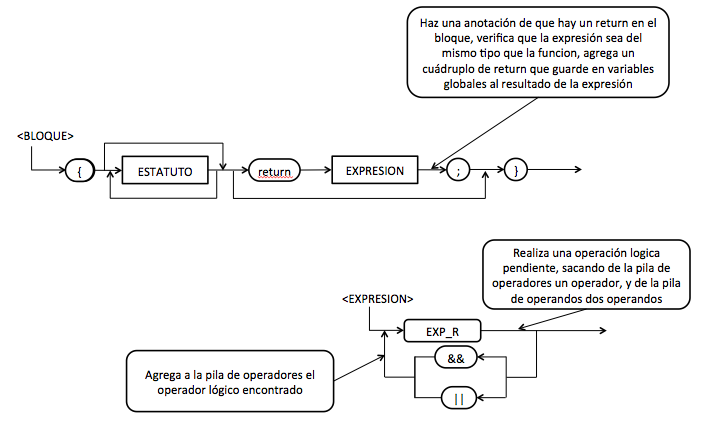 Haz una anotación de que hay un return en el
bloque, verifica que la expresión sea del
mismo tipo que la funcion, agrega un
cuádruplo de return que guarde en variables
globales al resultado de la expresión
<BLOQUE>
{
ESTATUTO
return
EXPRESION
;
}
Realiza una operación logica
pendiente, sacando de la pila de
operadores un operador, y de la pila
de operandos dos operandos
<EXPRESION>
EXP_R
&&
||
Agrega a la pila de operadores el
operador lógico encontrado